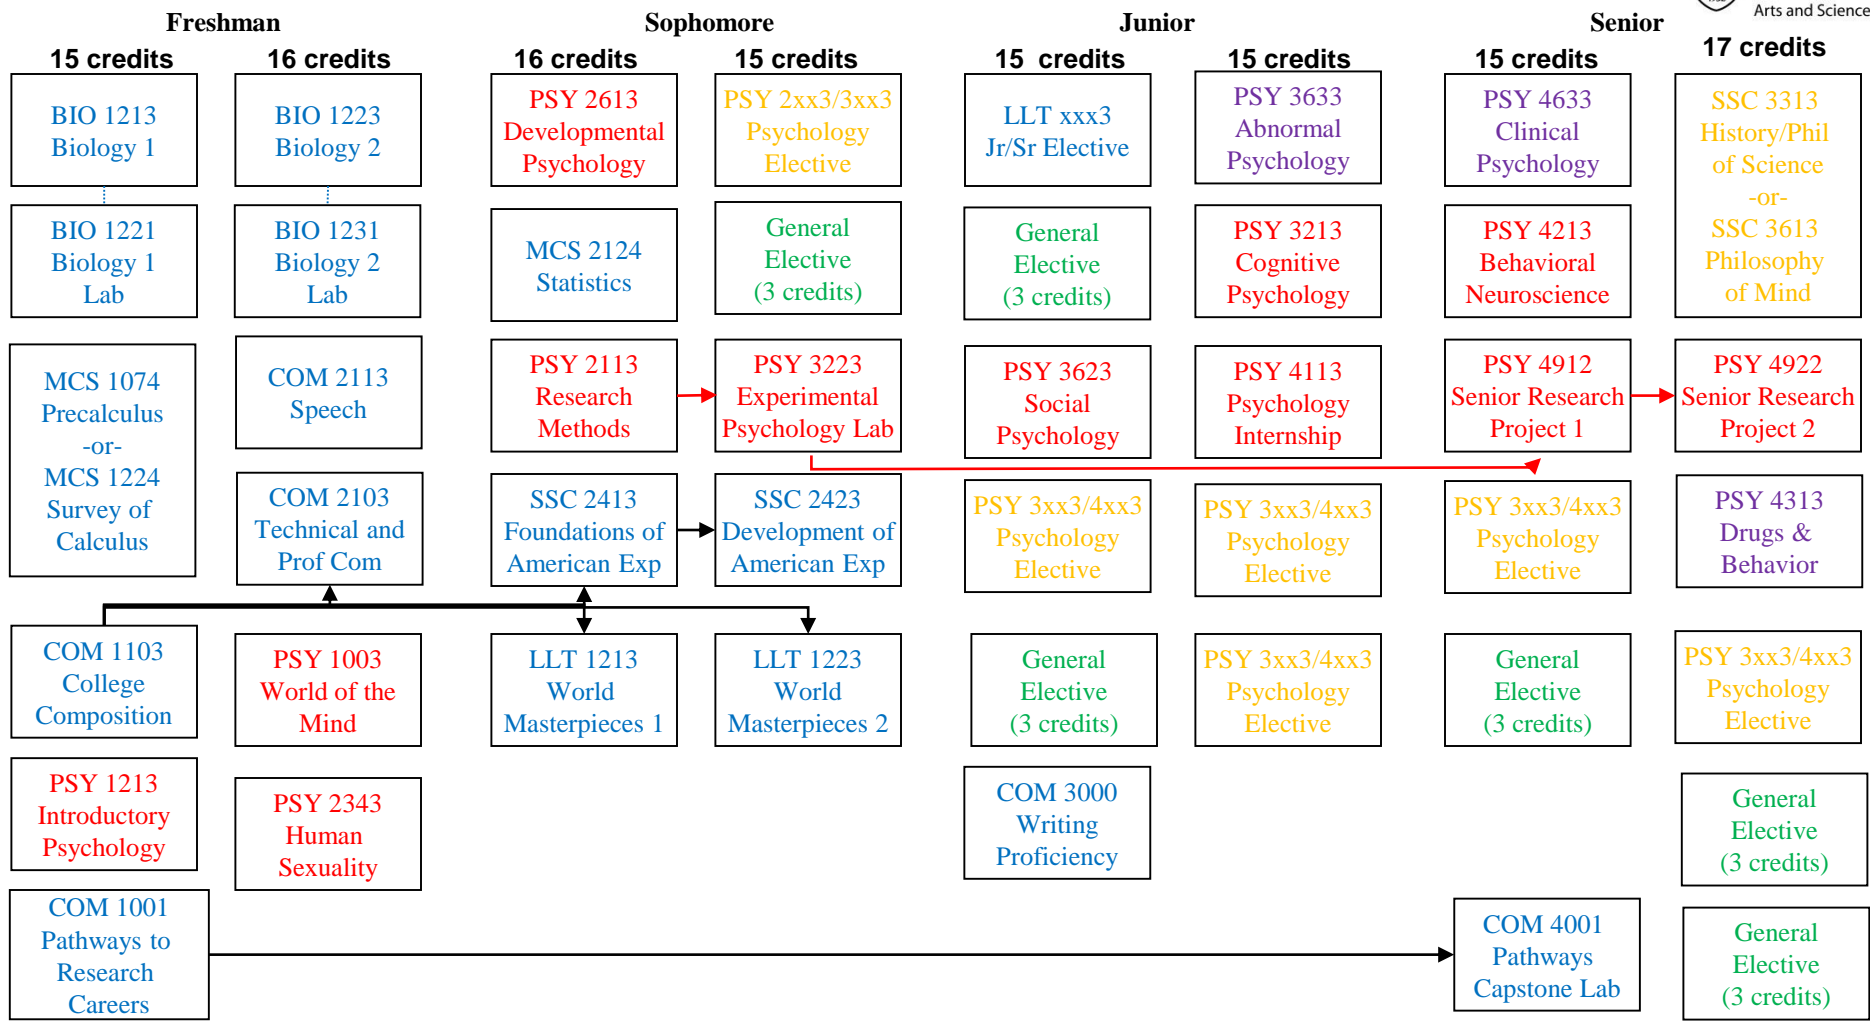 Freshman
Sophomore
Junior
Senior
Arts and Science
15 credits
16 credits
16 credits
15 credits
15 credits
15 credits
15 credits
17 credits
BIO 1213
Biology 1
BIO 1221
Biology 1
Lab
MCS 1074
Precalculus
-or-
MCS 1224
Survey of
Calculus
COM 1103
College
Composition
PSY 1213
Introductory
Psychology
COM 1001
Pathways to
Research
Careers
BIO 1223
Biology 2
BIO 1231
Biology 2
Lab
COM 2113
Speech
COM 2103
Technical and
Prof Com
PSY 1003
World of the
Mind
PSY 2343
Human
Sexuality
PSY 2613
Developmental
Psychology
MCS 2124
Statistics
PSY 2113
Research
Methods
SSC 2413
Foundations of
American Exp
LLT 1213
World
Masterpieces 1
PSY 2xx3/3xx3
Psychology
Elective
General
Elective
(3 credits)
PSY 3223
Experimental
Psychology Lab
SSC 2423
Development of
American Exp
LLT 1223
World
Masterpieces 2
LLT xxx3
Jr/Sr Elective
General
Elective
(3 credits)
PSY 3623
Social
Psychology
PSY 3xx3/4xx3
Psychology
Elective
General
Elective
(3 credits)
COM 3000
Writing
Proficiency
PSY 3633
Abnormal
Psychology
PSY 3213
Cognitive
Psychology
PSY 4113
Psychology
Internship
PSY 3xx3/4xx3
Psychology
Elective
PSY 3xx3/4xx3
Psychology
Elective
PSY 4633
Clinical
Psychology
PSY 4213
Behavioral
Neuroscience
PSY 4912
Senior Research
Project 1
PSY 3xx3/4xx3
Psychology
Elective
General
Elective
(3 credits)
COM 4001
Pathways
Capstone Lab
SSC 3313
History/Phil
of Science
-or-
SSC 3613
Philosophy
of Mind
PSY 4922
Senior Research
Project 2
PSY 4313
Drugs &
Behavior
PSY 3xx3/4xx3
Psychology
Elective
General
Elective
(3 credits)
General
Elective
(3 credits)